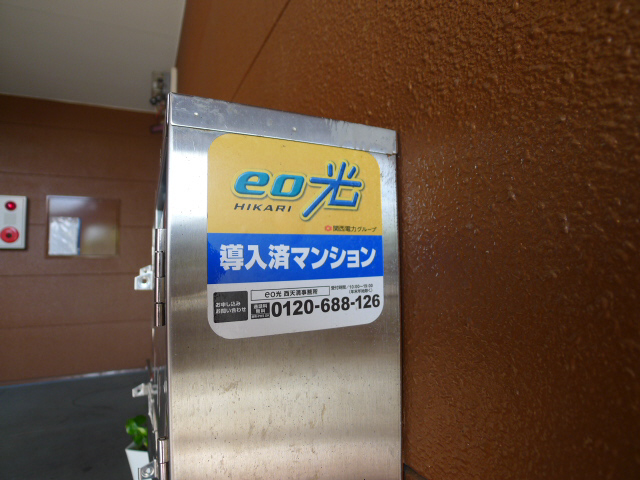 eo光
HIKARI
関西電力グループ
導入済マンション
eo光 西天満事務所
お申し込み
お問い合わせ
0120-688-126